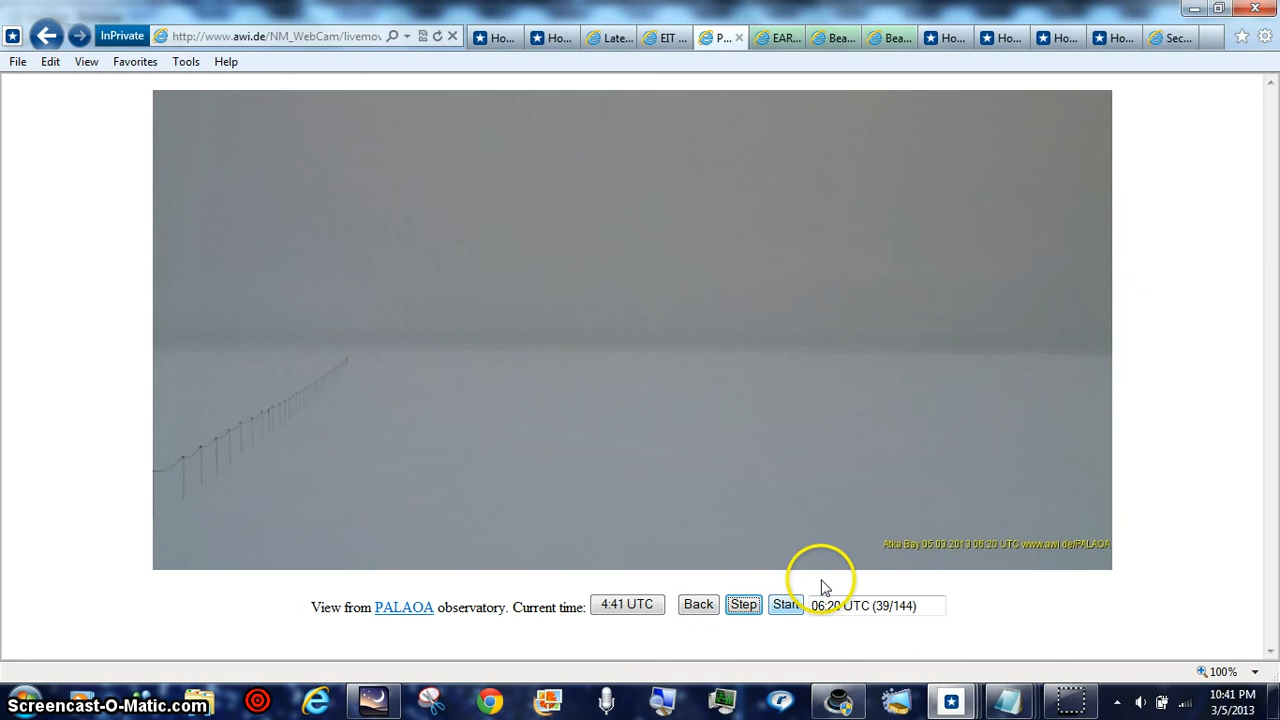 InPrivate
http://www.awi.de/NM_WebCam/livemov
Ho...
Ho...
Late...
EIT ...
P...
EAR...
Bea...
Bea...
Ho...
Ho...
Ho...
Ho...
Sec...
File Edit View Favorites Tools Help
Atka Bay 05.03.2013 06:20 UTC www.awi.de/PALAOA
View from PALAOA observatory. Current time: 4:41 UTC Back Step Start 06:20 UTC (39/144)
100%
Screencast-O-Matic.com
10:41 PM
3/5/2013